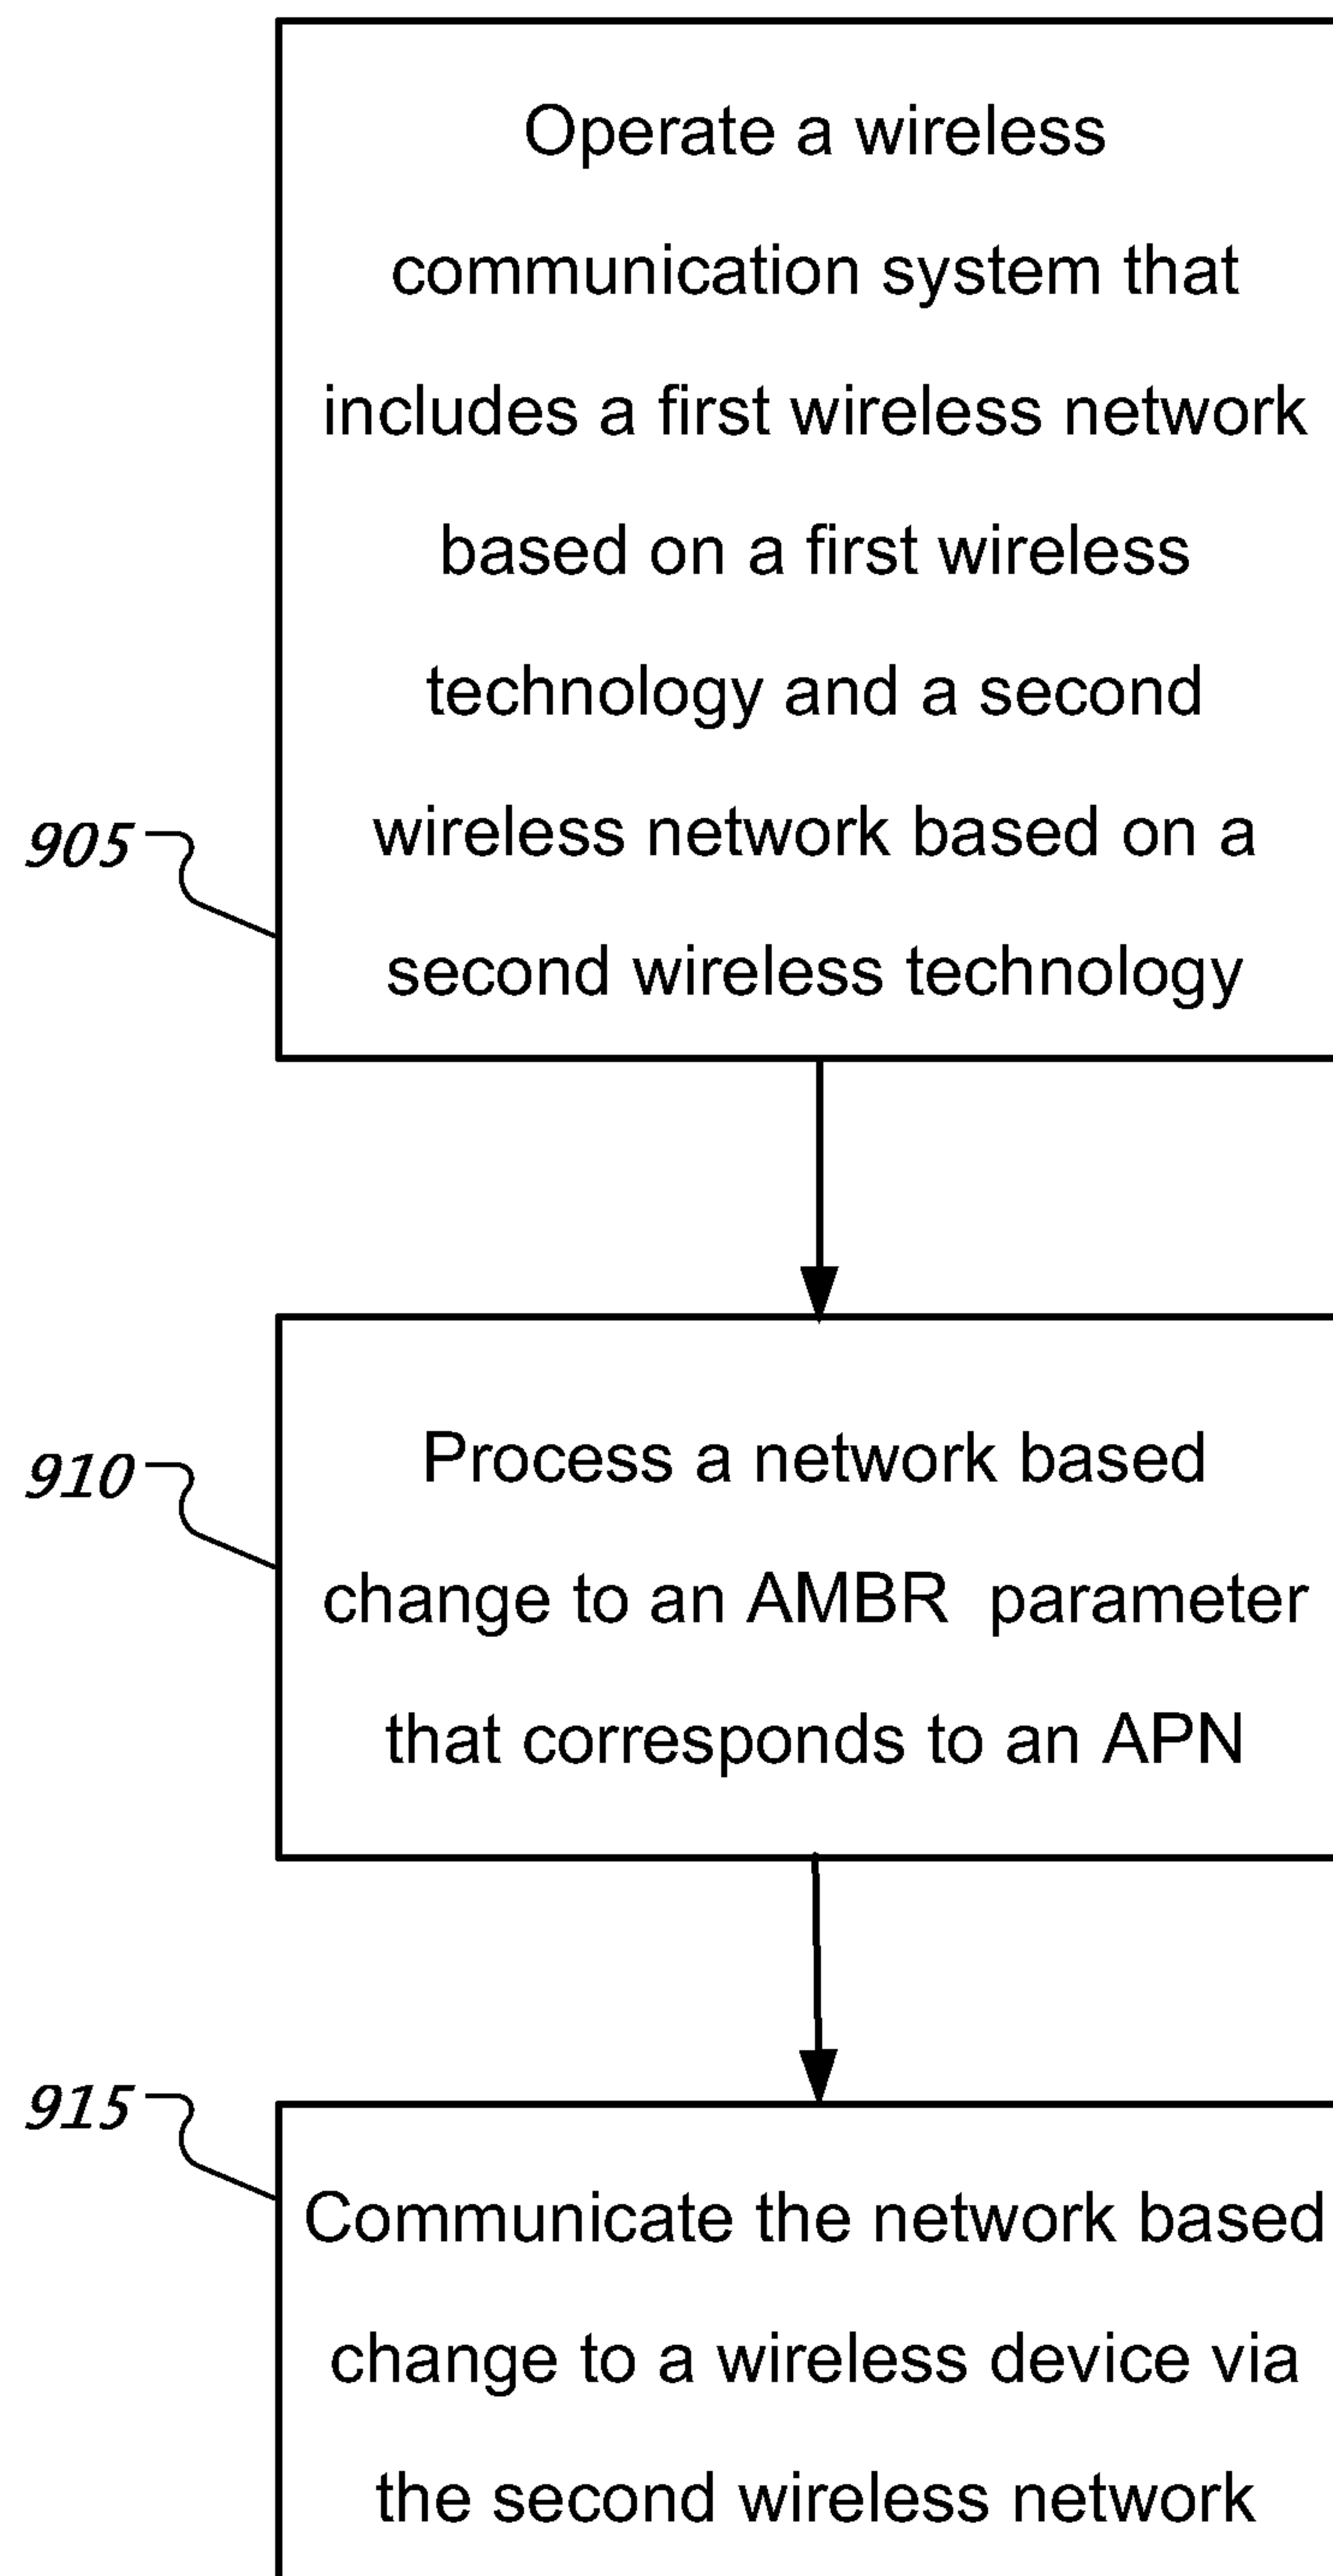 Operate a wireless
communication system that
includes a first wireless network
based on a first wireless
technology and a second
905
wireless network based on a
second wireless technology
910
Process a network based
change to an AMBR parameter
that corresponds to an APN
915
Communicate the network based
change to a wireless device via
the second wireless network